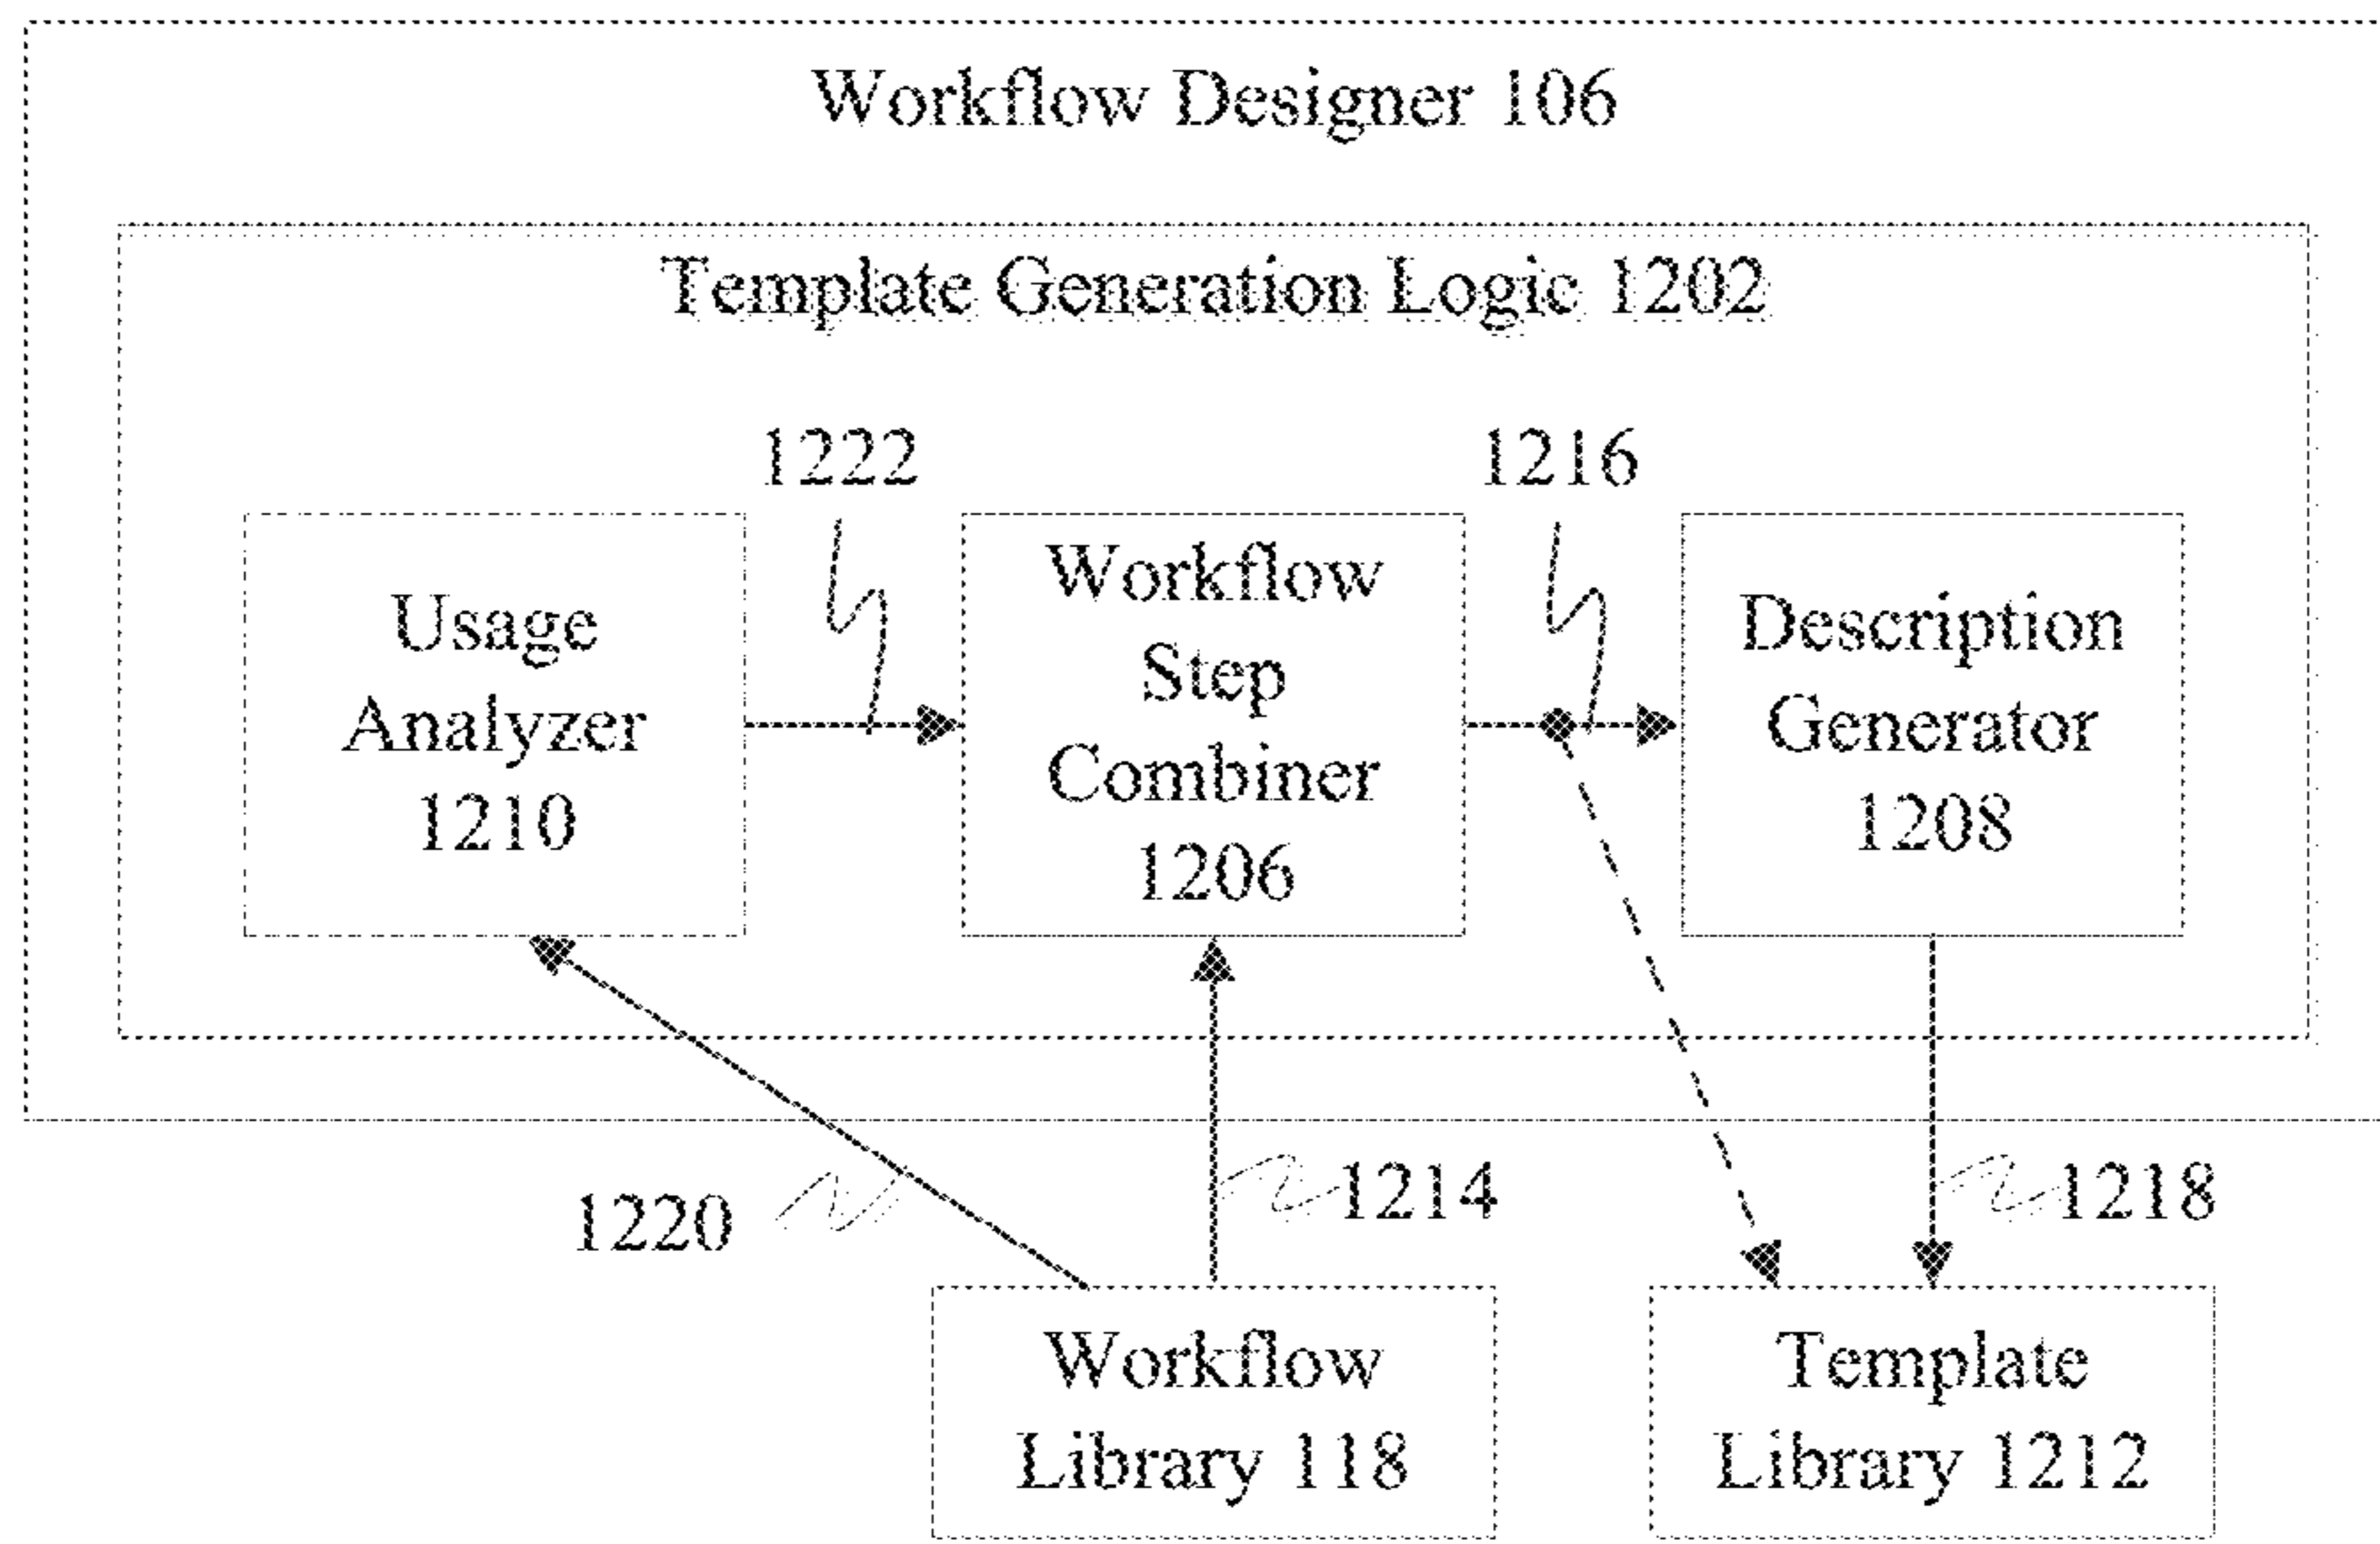 Workflow Designer 106
Template Generation Logic 1202
1222
1216
Usage
Analyzer
1210
Workflow
Step
Combiner
1206
Description
Generator
1208
1220
1214
1218
Workflow
Library 118
Template
Library 1212